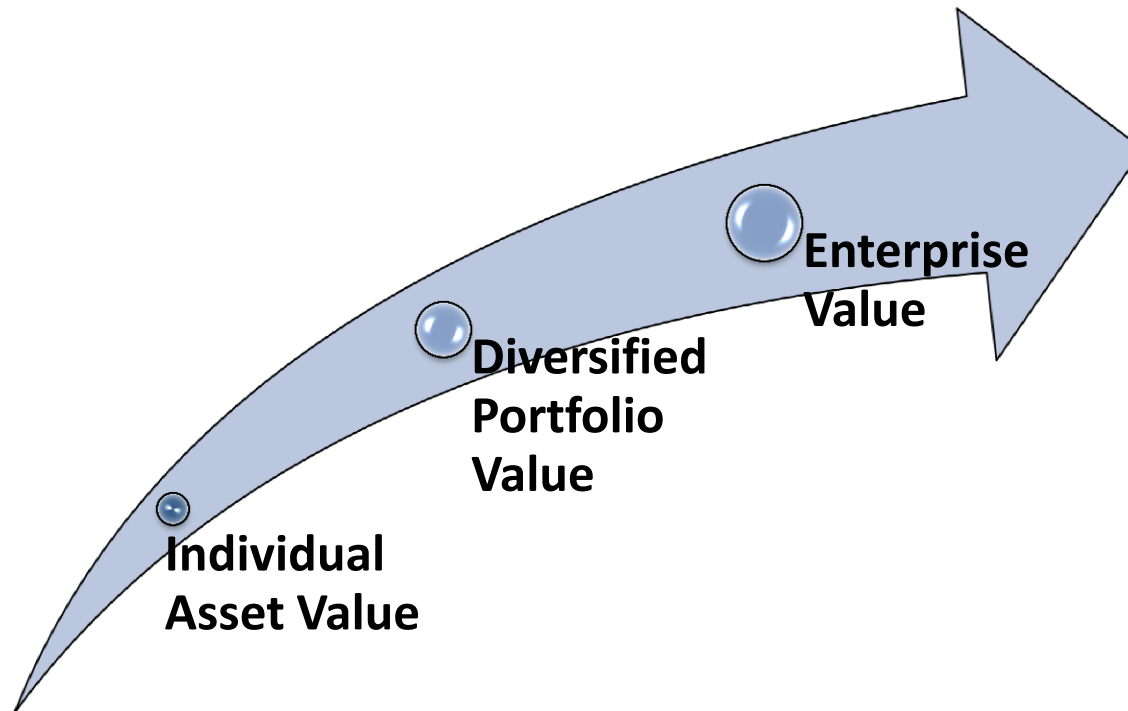 Enterprise
Value
Diversified
Portfolio
Value
Individual
Asset Value